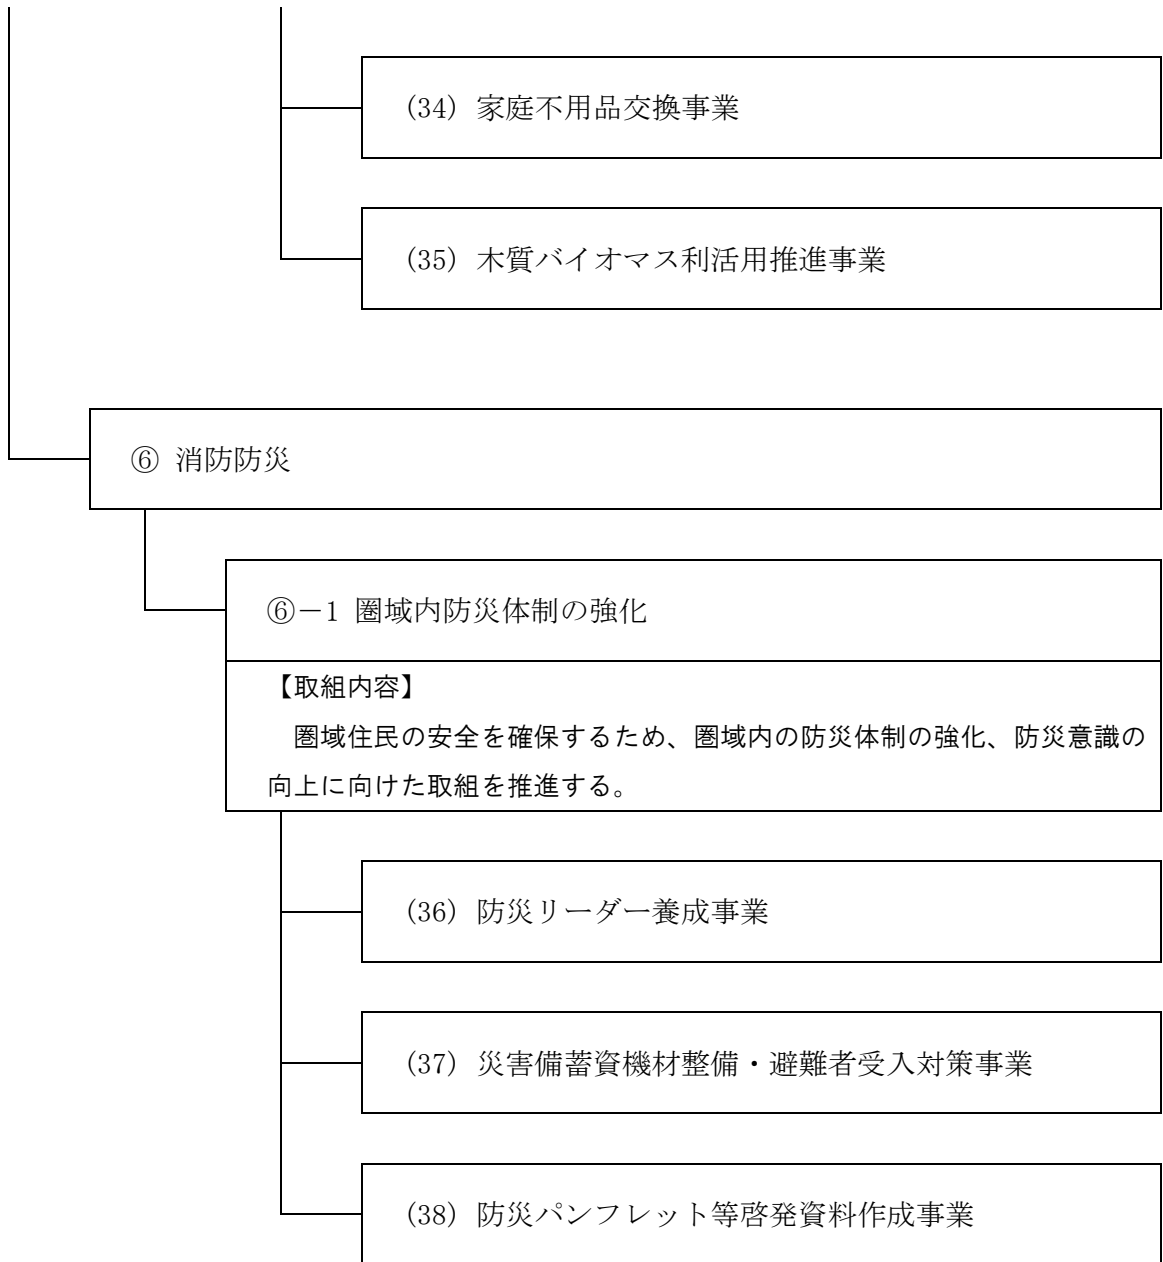 (34) 家庭不用品交換事業
(35) 木質バイオマス利活用推進事業
⑥ 消防防災
⑥－1 圏域内防災体制の強化
【取組内容】
　圏域住民の安全を確保するため、圏域内の防災体制の強化、防災意識の
向上に向けた取組を推進する。
(36) 防災リーダー養成事業
(37) 災害備蓄資機材整備・避難者受入対策事業
(38) 防災パンフレット等啓発資料作成事業